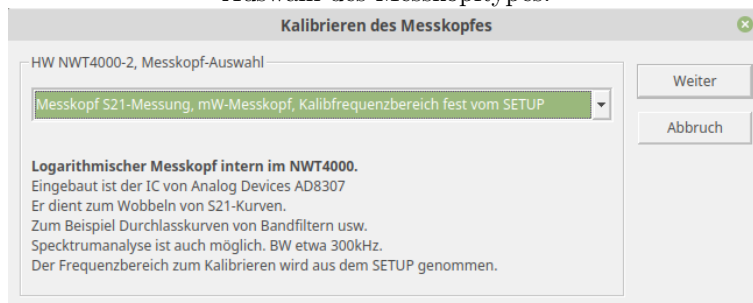 Auswahl des Messkopftypes.
Kalibrieren des Messkopfes
HW NWT4000-2, Messkopf-Auswahl
Messkopf S21-Messung, mW-Messkopf, Kalibfrequenzbereich fest vom SETUP
Weiter
Abbruch
Logarithmischer Messkopf intern im NWT4000.
Eingebaut ist der IC von Analog Devices AD8307
Er dient zum Wobbeln von S21-Kurven.
Zum Beispiel Durchlasskurven von Bandfiltern usw.
Specktrumanalyse ist auch möglich. BW etwa 300kHz.
Der Frequenzbereich zum Kalibrieren wird aus dem SETUP genommen.